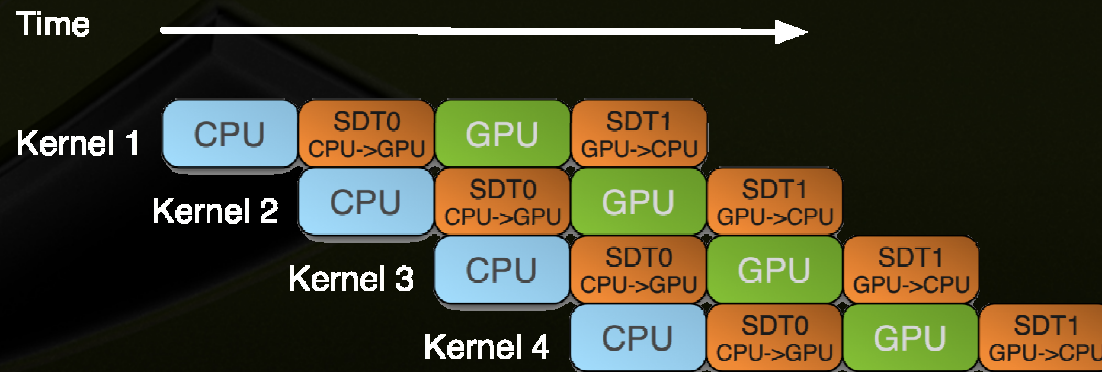 Time
Kernel 1
CPU
SDT0
CPU->GPU
GPU
SDT1
GPU->CPU
Kernel 2
CPU
SDT0
CPU->GPU
GPU
SDT1
GPU->CPU
Kernel 3
CPU
SDT0
CPU->GPU
GPU
SDT1
GPU->CPU
Kernel 4
CPU
SDT0
CPU->GPU
GPU
SDT1
GPU->CPU